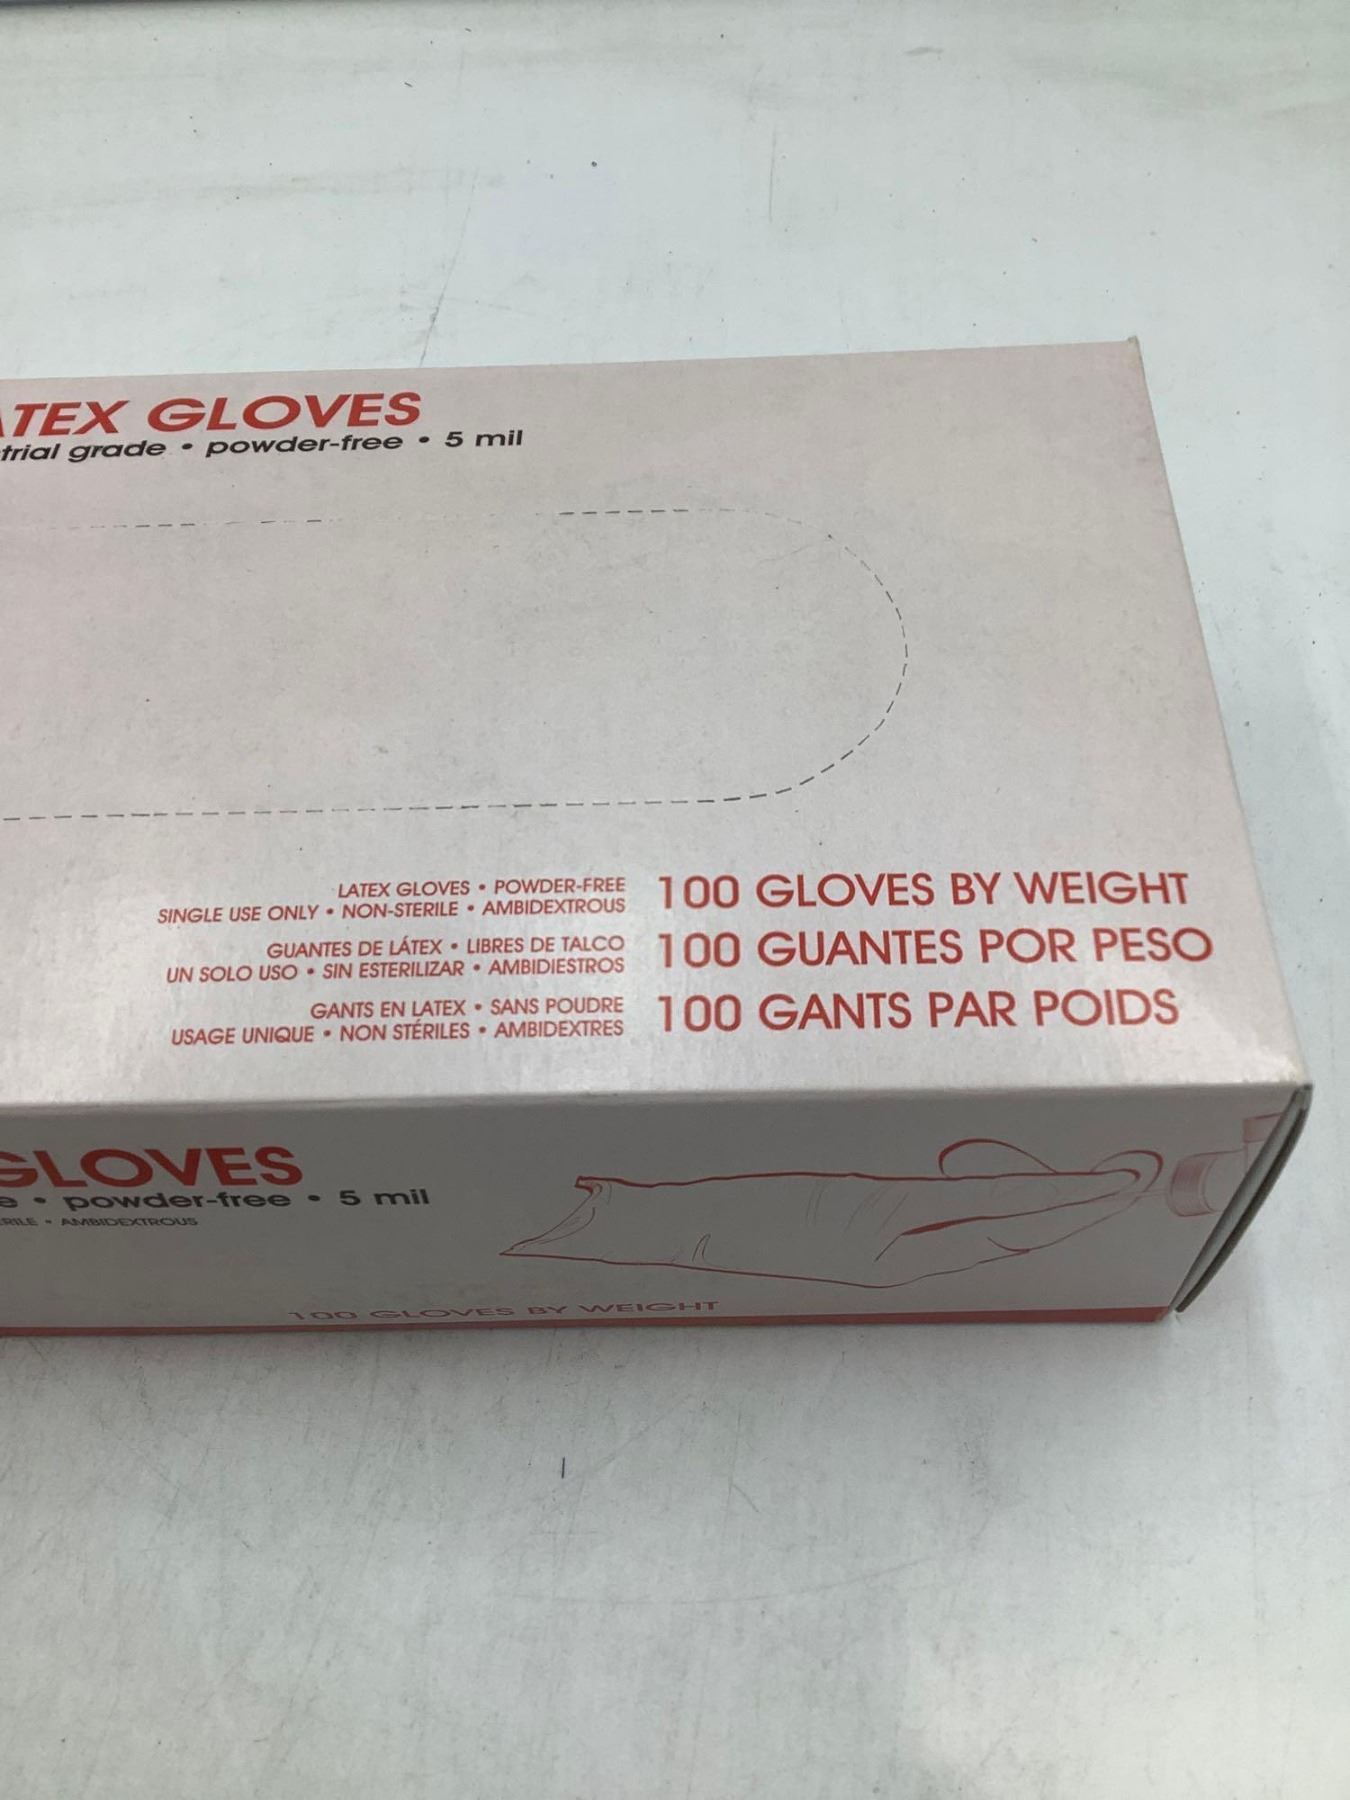 TEX GLOVES
trial grade • powder-free • 5 mil
LATEX GLOVES • POWDER-FREE
SINGLE USE ONLY • NON-STERILE • AMBIDEXTROUS
100 GLOVES BY WEIGHT
GUANTES DE LÁTEX • LIBRES DE TALCO
UN SOLO USO • SIN ESTERILIZAR • AMBIDIESTROS
100 GUANTES POR PESO
GANTS EN LATEX • SANS POUDRE
USAGE UNIQUE • NON STÉRILES • AMBIDEXTRES
100 GANTS PAR POIDS
GLOVES
e • powder-free • 5 mil
RILE • AMBIDEXTROUS
100 GLOVES BY WEIGHT